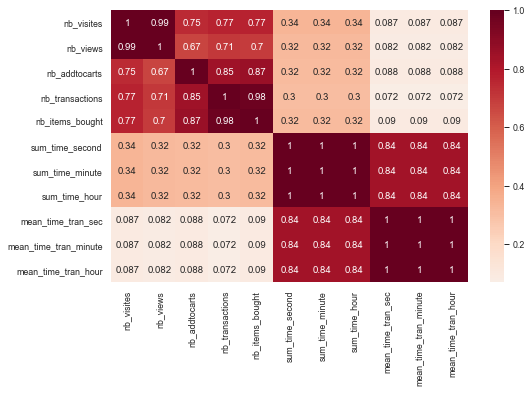 nb_visites 1 0.99 0.75 0.77 0.77 0.34 0.34 0.34 0.087 0.087 0.087
nb_views 0.99 1 0.67 0.71 0.7 0.32 0.32 0.32 0.082 0.082 0.082
nb_addtocarts 0.75 0.67 1 0.85 0.87 0.32 0.32 0.32 0.088 0.088 0.088
nb_transactions 0.77 0.71 0.85 1 0.98 0.3 0.3 0.3 0.072 0.072 0.072
nb_items_bought 0.77 0.7 0.87 0.98 1 0.32 0.32 0.32 0.09 0.09 0.09
sum_time_second 0.34 0.32 0.32 0.3 0.32 1 1 1 0.84 0.84 0.84
sum_time_minute 0.34 0.32 0.32 0.3 0.32 1 1 1 0.84 0.84 0.84
sum_time_hour 0.34 0.32 0.32 0.3 0.32 1 1 1 0.84 0.84 0.84
mean_time_tran_sec 0.087 0.082 0.088 0.072 0.09 0.84 0.84 0.84 1 1 1
mean_time_tran_minute 0.087 0.082 0.088 0.072 0.09 0.84 0.84 0.84 1 1 1
mean_time_tran_hour 0.087 0.082 0.088 0.072 0.09 0.84 0.84 0.84 1 1 1
nb_visites
nb_views
nb_addtocarts
nb_transactions
nb_items_bought
sum_time_second
sum_time_minute
sum_time_hour
mean_time_tran_sec
mean_time_tran_minute
mean_time_tran_hour
1.0
0.8
0.6
0.4
0.2